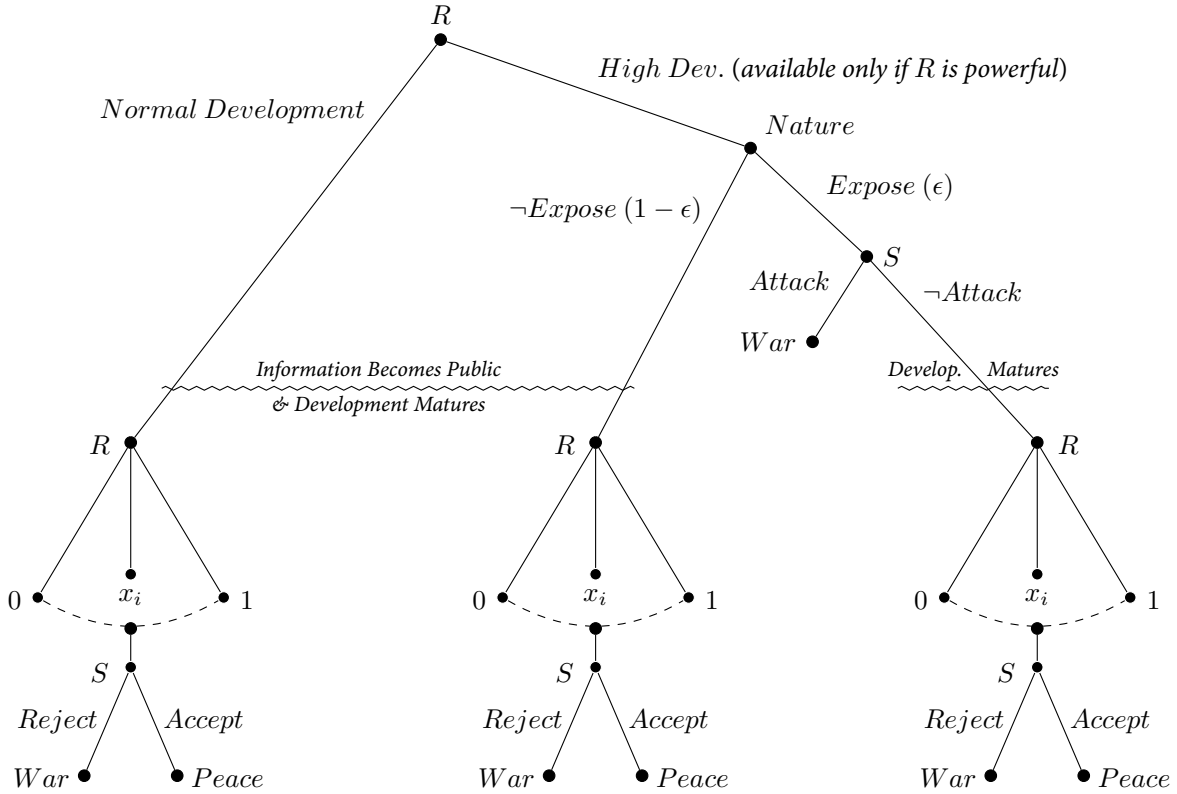 R
High Dev. (available only if R is powerful)
Normal Development
Nature
Expose (ϵ)
¬Expose (1 − ϵ)
S
Attack
¬Attack
War
Information Becomes Public
& Development Matures
Develop. Matures
R R R
0 x_i 1 0 x_i 1 0 x_i 1
S S S
Reject Accept Reject Accept Reject Accept
War Peace War Peace War Peace